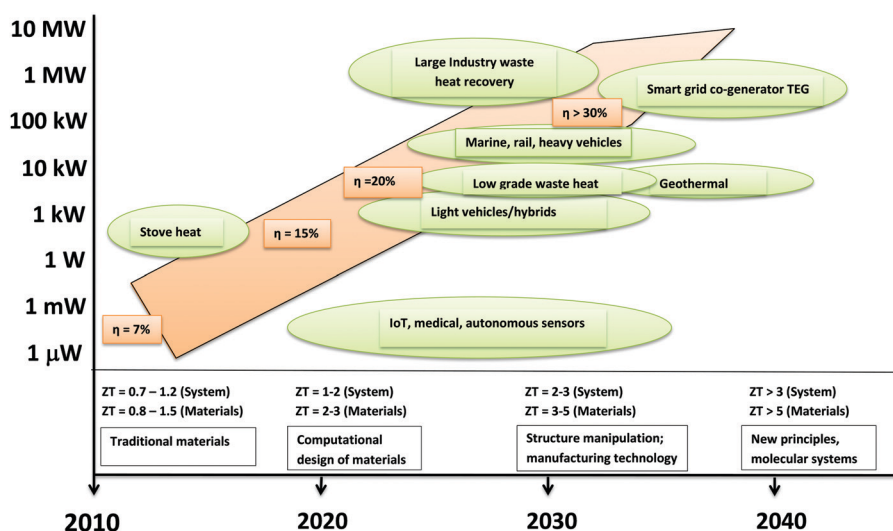 10 MW
1 MW
100 kW
10 kW
1 kW
1 W
1 mW
1 μW
Large Industry waste
heat recovery
Smart grid co-generator TEG
η > 30%
Marine, rail, heavy vehicles
η =20%
Low grade waste heat
Geothermal
Light vehicles/hybrids
Stove heat
η = 15%
η = 7%
IoT, medical, autonomous sensors
ZT = 0.7 – 1.2 (System)
ZT = 0.8 – 1.5 (Materials)
Traditional materials
ZT = 1-2 (System)
ZT = 2-3 (Materials)
Computational
design of materials
ZT = 2-3 (System)
ZT = 3-5 (Materials)
Structure manipulation;
manufacturing technology
ZT > 3 (System)
ZT > 5 (Materials)
New principles,
molecular systems
2010
2020
2030
2040